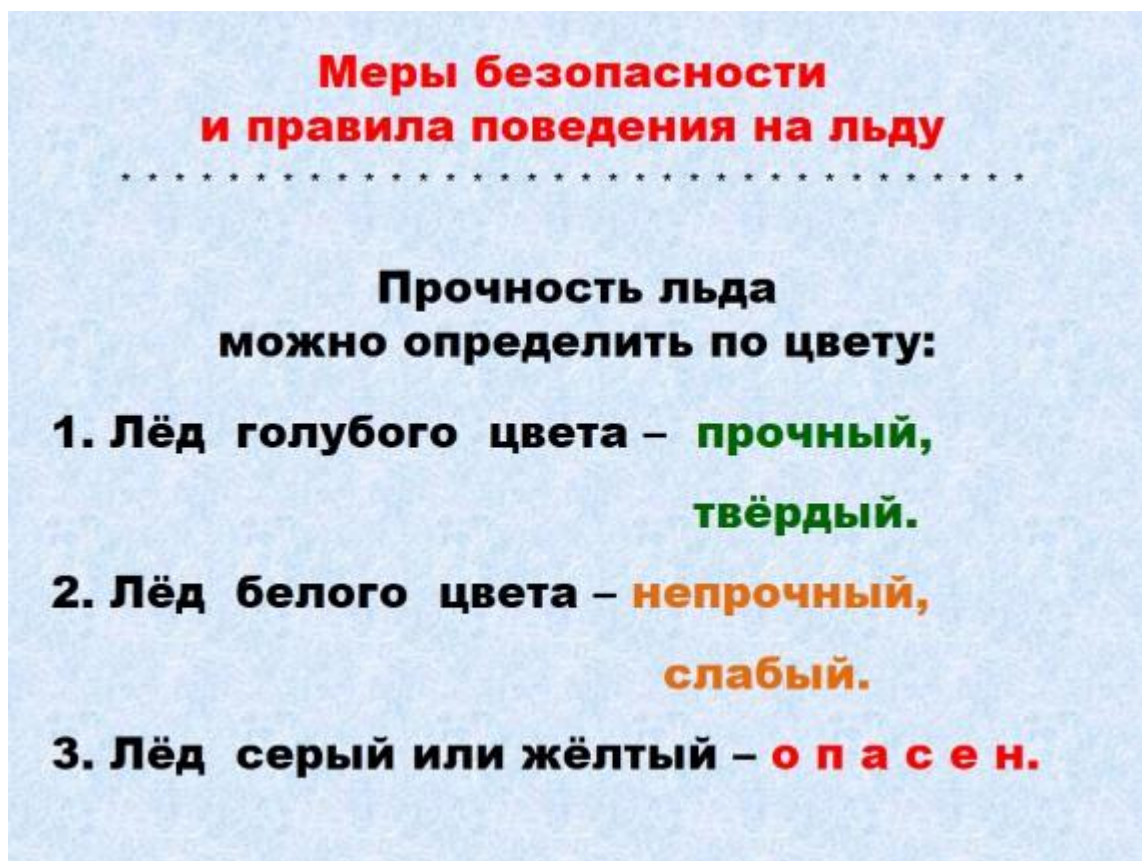 Меры безопасности
и правила поведения на льду
* * * * * * * * * * * * * * * * * * * * * * * * * * * * * * * * * *
Прочность льда
можно определить по цвету:
1. Лёд голубого цвета – прочный,
твёрдый.
2. Лёд белого цвета – непрочный,
слабый.
3. Лёд серый или жёлтый – о п а с е н.